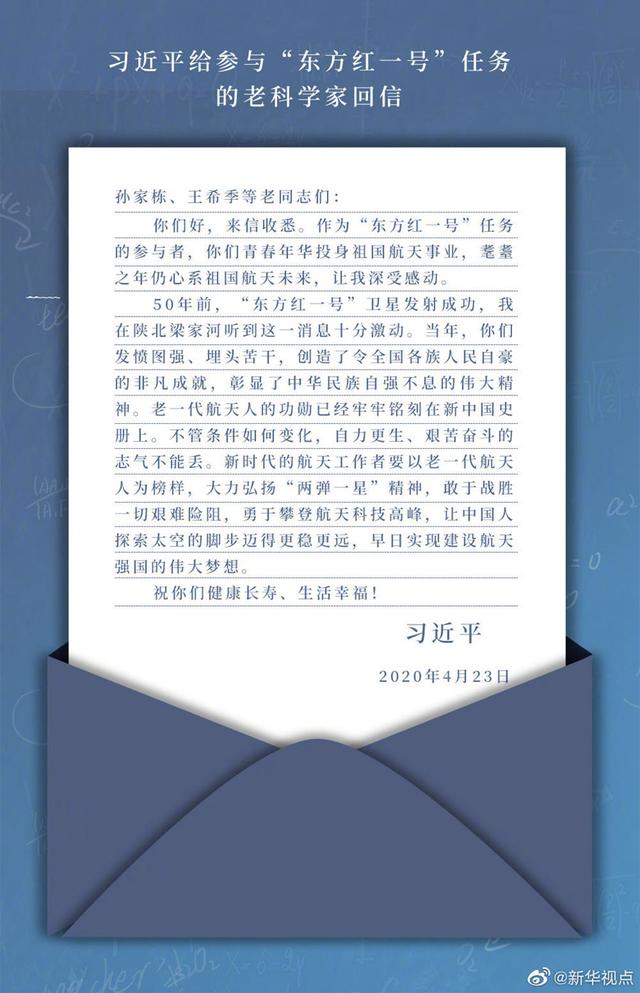 习近平给参与“东方红一号”任务
的老科学家回信
孙家栋、王希季等老同志们：
你们好，来信收悉。作为“东方红一号”任务
的参与者，你们青春年华投身祖国航天事业，耄耋
之年仍心系祖国航天未来，让我深受感动。
50年前，“东方红一号”卫星发射成功，我
在陕北梁家河听到这一消息十分激动。当年，你们
发愤图强、埋头苦干，创造了令全国各族人民自豪
的非凡成就，彰显了中华民族自强不息的伟大精
神。老一代航天人的功勋已经牢牢铭刻在新中国史
册上。不管条件如何变化，自力更生、艰苦奋斗的
志气不能丢。新时代的航天工作者要以老一代航天
人为榜样，大力弘扬“两弹一星”精神，敢于战胜
一切艰难险阻，勇于攀登航天科技高峰，让中国人
探索太空的脚步迈得更稳更远，早日实现建设航天
强国的伟大梦想。
祝你们健康长寿、生活幸福！
习近平
2020年4月23日
@新华视点